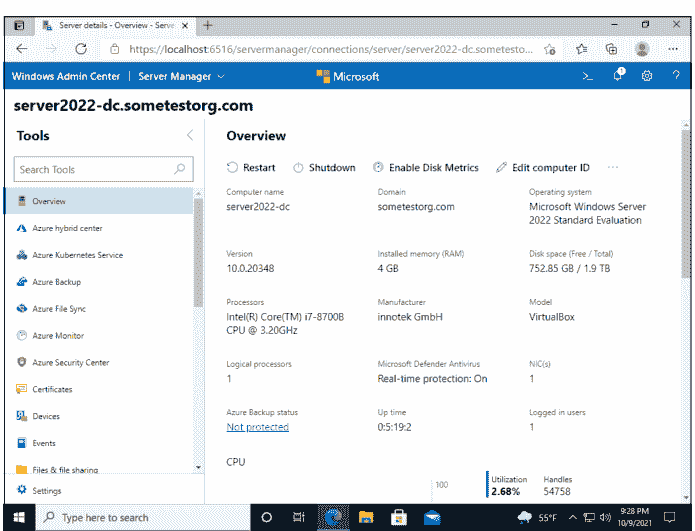 Server details - Overview - Serve
https://localhost:6516/servermanager/connections/server/server2022-dc.sometesto...
Windows Admin Center | Server Manager
Microsoft
>_
1
?
server2022-dc.sometestorg.com
Tools
Search Tools
Overview
Azure hybrid center
Azure Kubernetes Service
Azure Backup
Azure File Sync
Azure Monitor
Azure Security Center
Certificates
Devices
Events
Files & file sharing
Settings
Overview
Restart
Shutdown
Enable Disk Metrics
Edit computer ID
...
Computer name
server2022-dc
Domain
sometestorg.com
Operating system
Microsoft Windows Server
2022 Standard Evaluation
Version
10.0.20348
Installed memory (RAM)
4 GB
Disk space (Free / Total)
752.85 GB / 1.9 TB
Processors
Intel(R) Core(TM) i7-8700B
CPU @ 3.20GHz
Manufacturer
innotek GmbH
Model
VirtualBox
Logical processors
1
Microsoft Defender Antivirus
Real-time protection: On
NIC(s)
1
Azure Backup status
Not protected
Up time
0:5:19:2
Logged in users
1
CPU
100
Utilization
2.68%
Handles
54758
Type here to search
55°F
9:28 PM
10/9/2021